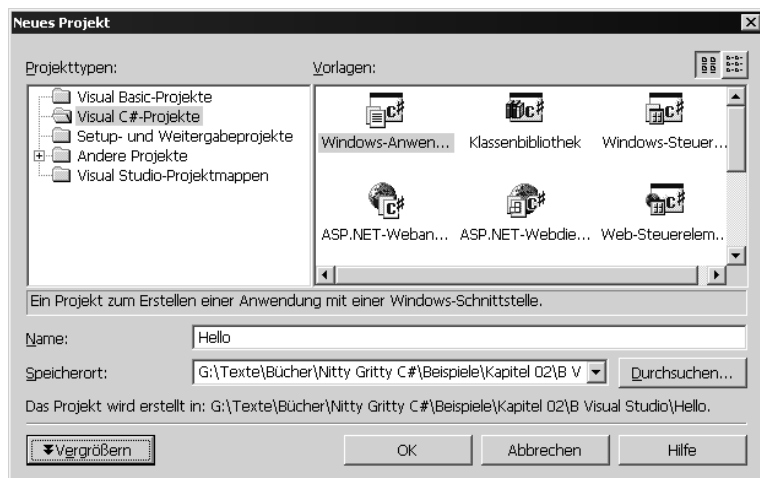 Neues Projekt
Projekttypen:
Vorlagen:
Visual Basic-Projekte
Visual C#-Projekte
Setup- und Weitergabeprojekte
Andere Projekte
Visual Studio-Projektmappen
Windows-Anwen... Klassenbibliothek Windows-Steuer...
ASP.NET-Weban... ASP.NET-Webdie... Web-Steuerelem...
Ein Projekt zum Erstellen einer Anwendung mit einer Windows-Schnittstelle.
Name: Hello
Speicherort: G:\Texte\Bücher\Nitty Gritty C#\Beispiele\Kapitel 02\B V Durchsuchen...
Das Projekt wird erstellt in: G:\Texte\Bücher\Nitty Gritty C#\Beispiele\Kapitel 02\B Visual Studio\Hello.
Vergrößern OK Abbrechen Hilfe